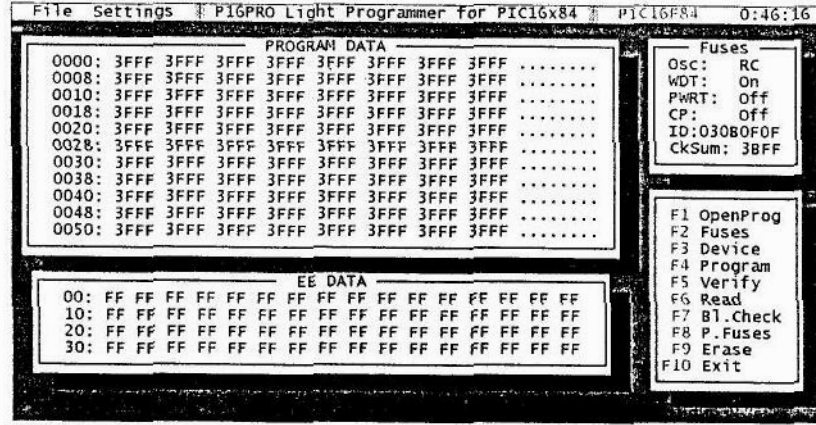 File Settings P16PRO Light Programmer for PIC16x84 PIC16F84 0:46:16
PROGRAM DATA
0000: 3FFF 3FFF 3FFF 3FFF 3FFF 3FFF 3FFF 3FFF ........
0008: 3FFF 3FFF 3FFF 3FFF 3FFF 3FFF 3FFF 3FFF ........
0010: 3FFF 3FFF 3FFF 3FFF 3FFF 3FFF 3FFF 3FFF ........
0018: 3FFF 3FFF 3FFF 3FFF 3FFF 3FFF 3FFF 3FFF ........
0020: 3FFF 3FFF 3FFF 3FFF 3FFF 3FFF 3FFF 3FFF ........
0028: 3FFF 3FFF 3FFF 3FFF 3FFF 3FFF 3FFF 3FFF ........
0030: 3FFF 3FFF 3FFF 3FFF 3FFF 3FFF 3FFF 3FFF ........
0038: 3FFF 3FFF 3FFF 3FFF 3FFF 3FFF 3FFF 3FFF ........
0040: 3FFF 3FFF 3FFF 3FFF 3FFF 3FFF 3FFF 3FFF ........
0048: 3FFF 3FFF 3FFF 3FFF 3FFF 3FFF 3FFF 3FFF ........
0050: 3FFF 3FFF 3FFF 3FFF 3FFF 3FFF 3FFF 3FFF ........
EE DATA
00: FF FF FF FF FF FF FF FF FF FF FF FF FF FF FF FF
10: FF FF FF FF FF FF FF FF FF FF FF FF FF FF FF FF
20: FF FF FF FF FF FF FF FF FF FF FF FF FF FF FF FF
30: FF FF FF FF FF FF FF FF FF FF FF FF FF FF FF FF
Fuses
Osc: RC
WDT: On
PWRT: Off
CP: Off
ID:030B0F0F
CkSum: 3BFF
F1 OpenProg
F2 Fuses
F3 Device
F4 Program
F5 Verify
F6 Read
F7 Bl.Check
F8 P.Fuses
F9 Erase
F10 Exit